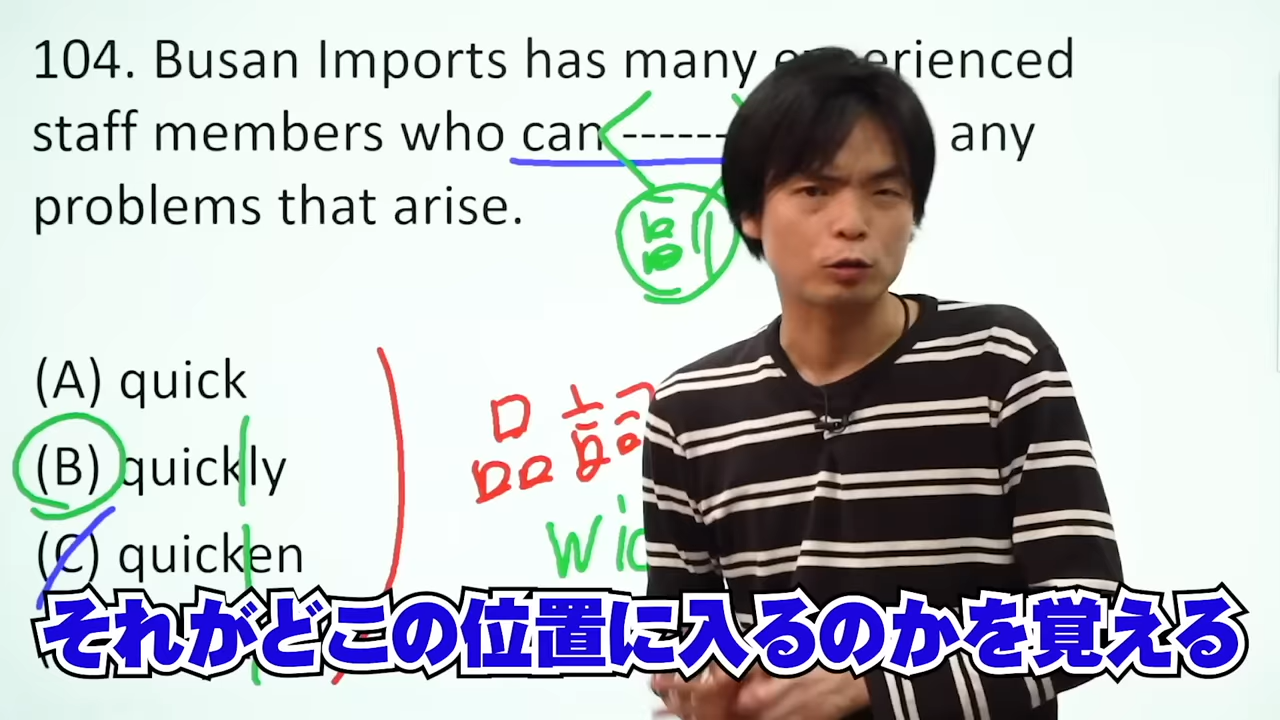 104. Busan Imports has many experienced
staff members who can ------- any
problems that arise.
副
(A) quick
(B) quickly
品詞
(C) quicken
それがどこの位置に入るのかを覚える